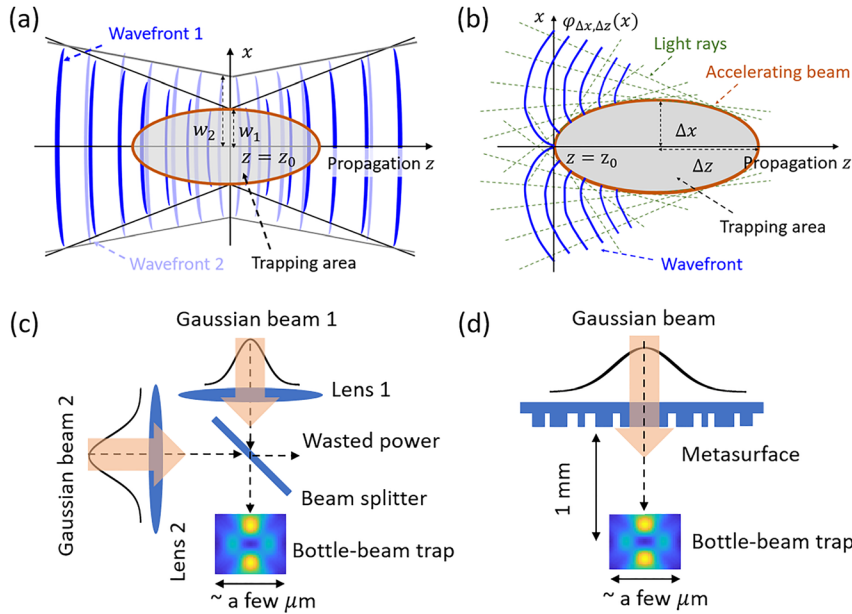 (a)
Wavefront 1
x
w₂
w₁
z = z₀
Propagation z
Wavefront 2
Trapping area
(b)
x
φ_{Δx,Δz}(x)
Light rays
Accelerating beam
Δx
z = z₀
Propagation z
Δz
Trapping area
Wavefront
(c)
Gaussian beam 1
Lens 1
Gaussian beam 2
Wasted power
Beam splitter
Lens 2
Bottle-beam trap
~ a few μm
(d)
Gaussian beam
Metasurface
1 mm
Bottle-beam trap
~ a few μm